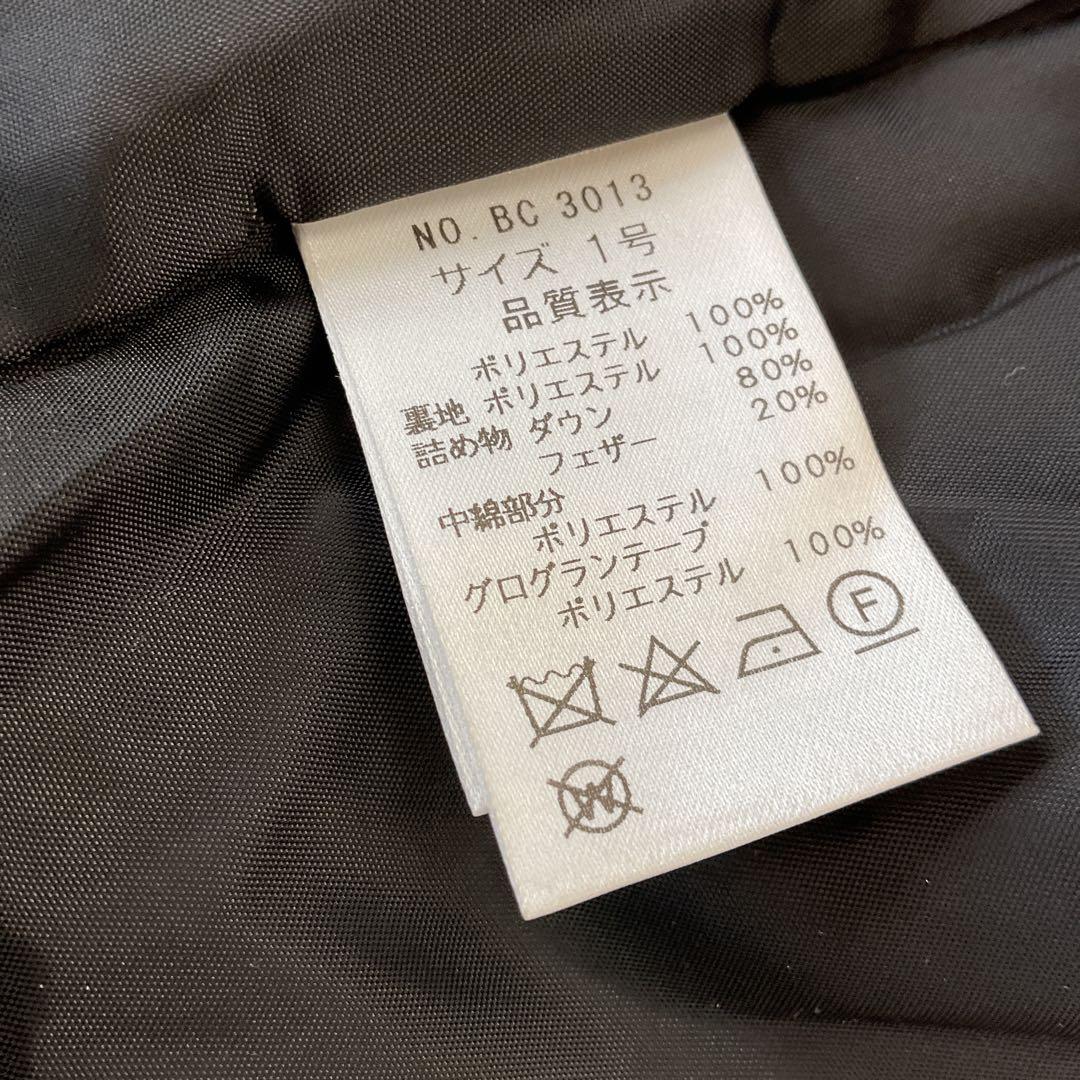 NO. BC 3013
サイズ 1号
品質表示
ポリエステル 100%
裏地 ポリエステル 100%
詰め物 ダウン 80%
フェザー 20%
中綿部分
ポリエステル 100%
グログランテープ
ポリエステル 100%
F
W